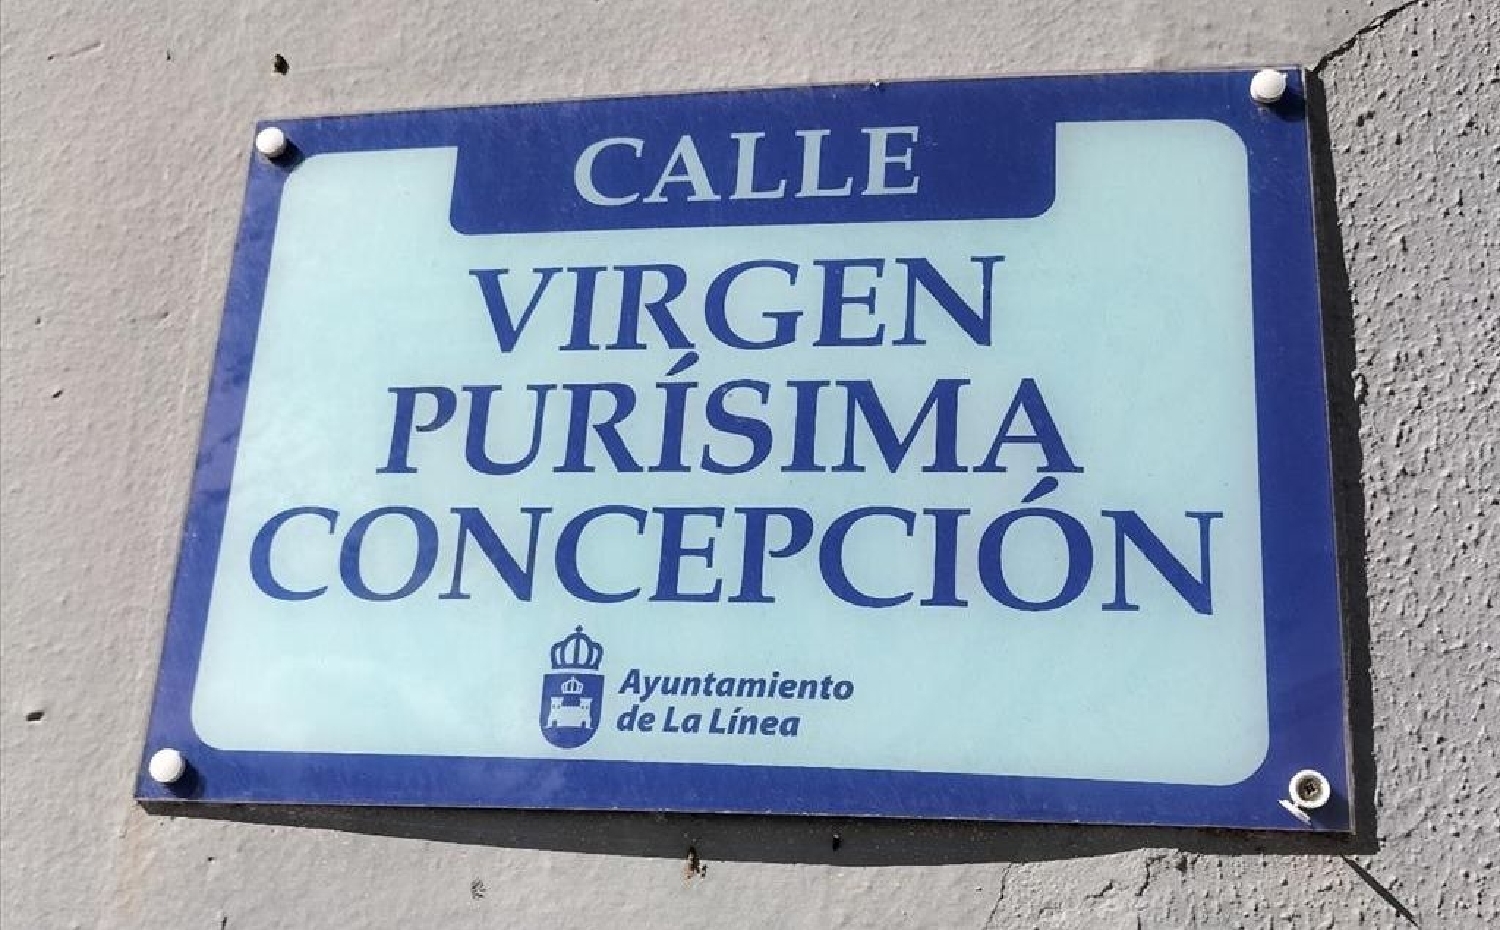 CALLE
VIRGEN
PURÍSIMA
CONCEPCIÓN
Ayuntamiento
de La Línea